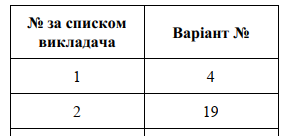 № за списком
викладача
Варіант №
1 4
2 19